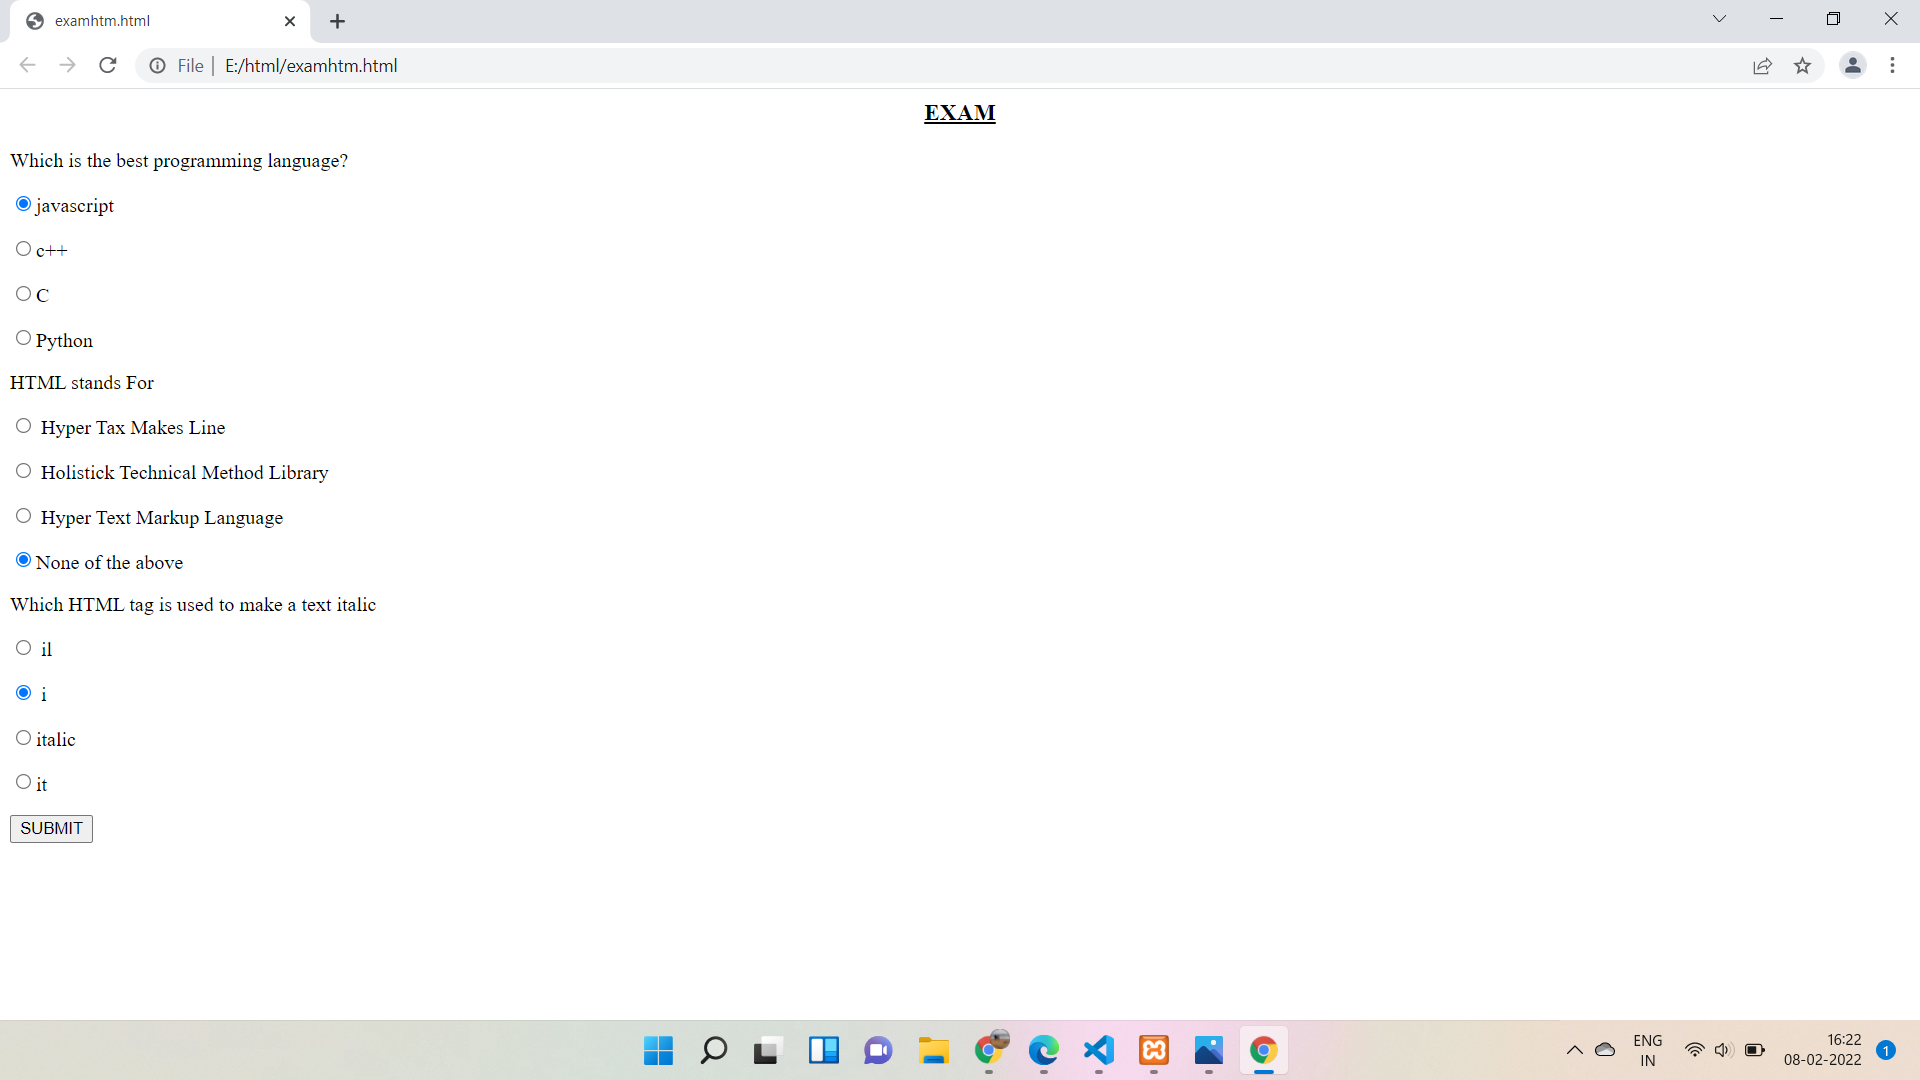 examhtm.html
File
E:/html/examhtm.html
EXAM
Which is the best programming language?
javascript
c++
C
Python
HTML stands For
Hyper Tax Makes Line
Holistick Technical Method Library
Hyper Text Markup Language
None of the above
Which HTML tag is used to make a text italic
il
i
italic
it
SUBMIT
ENG
IN
16:22
08-02-2022
1